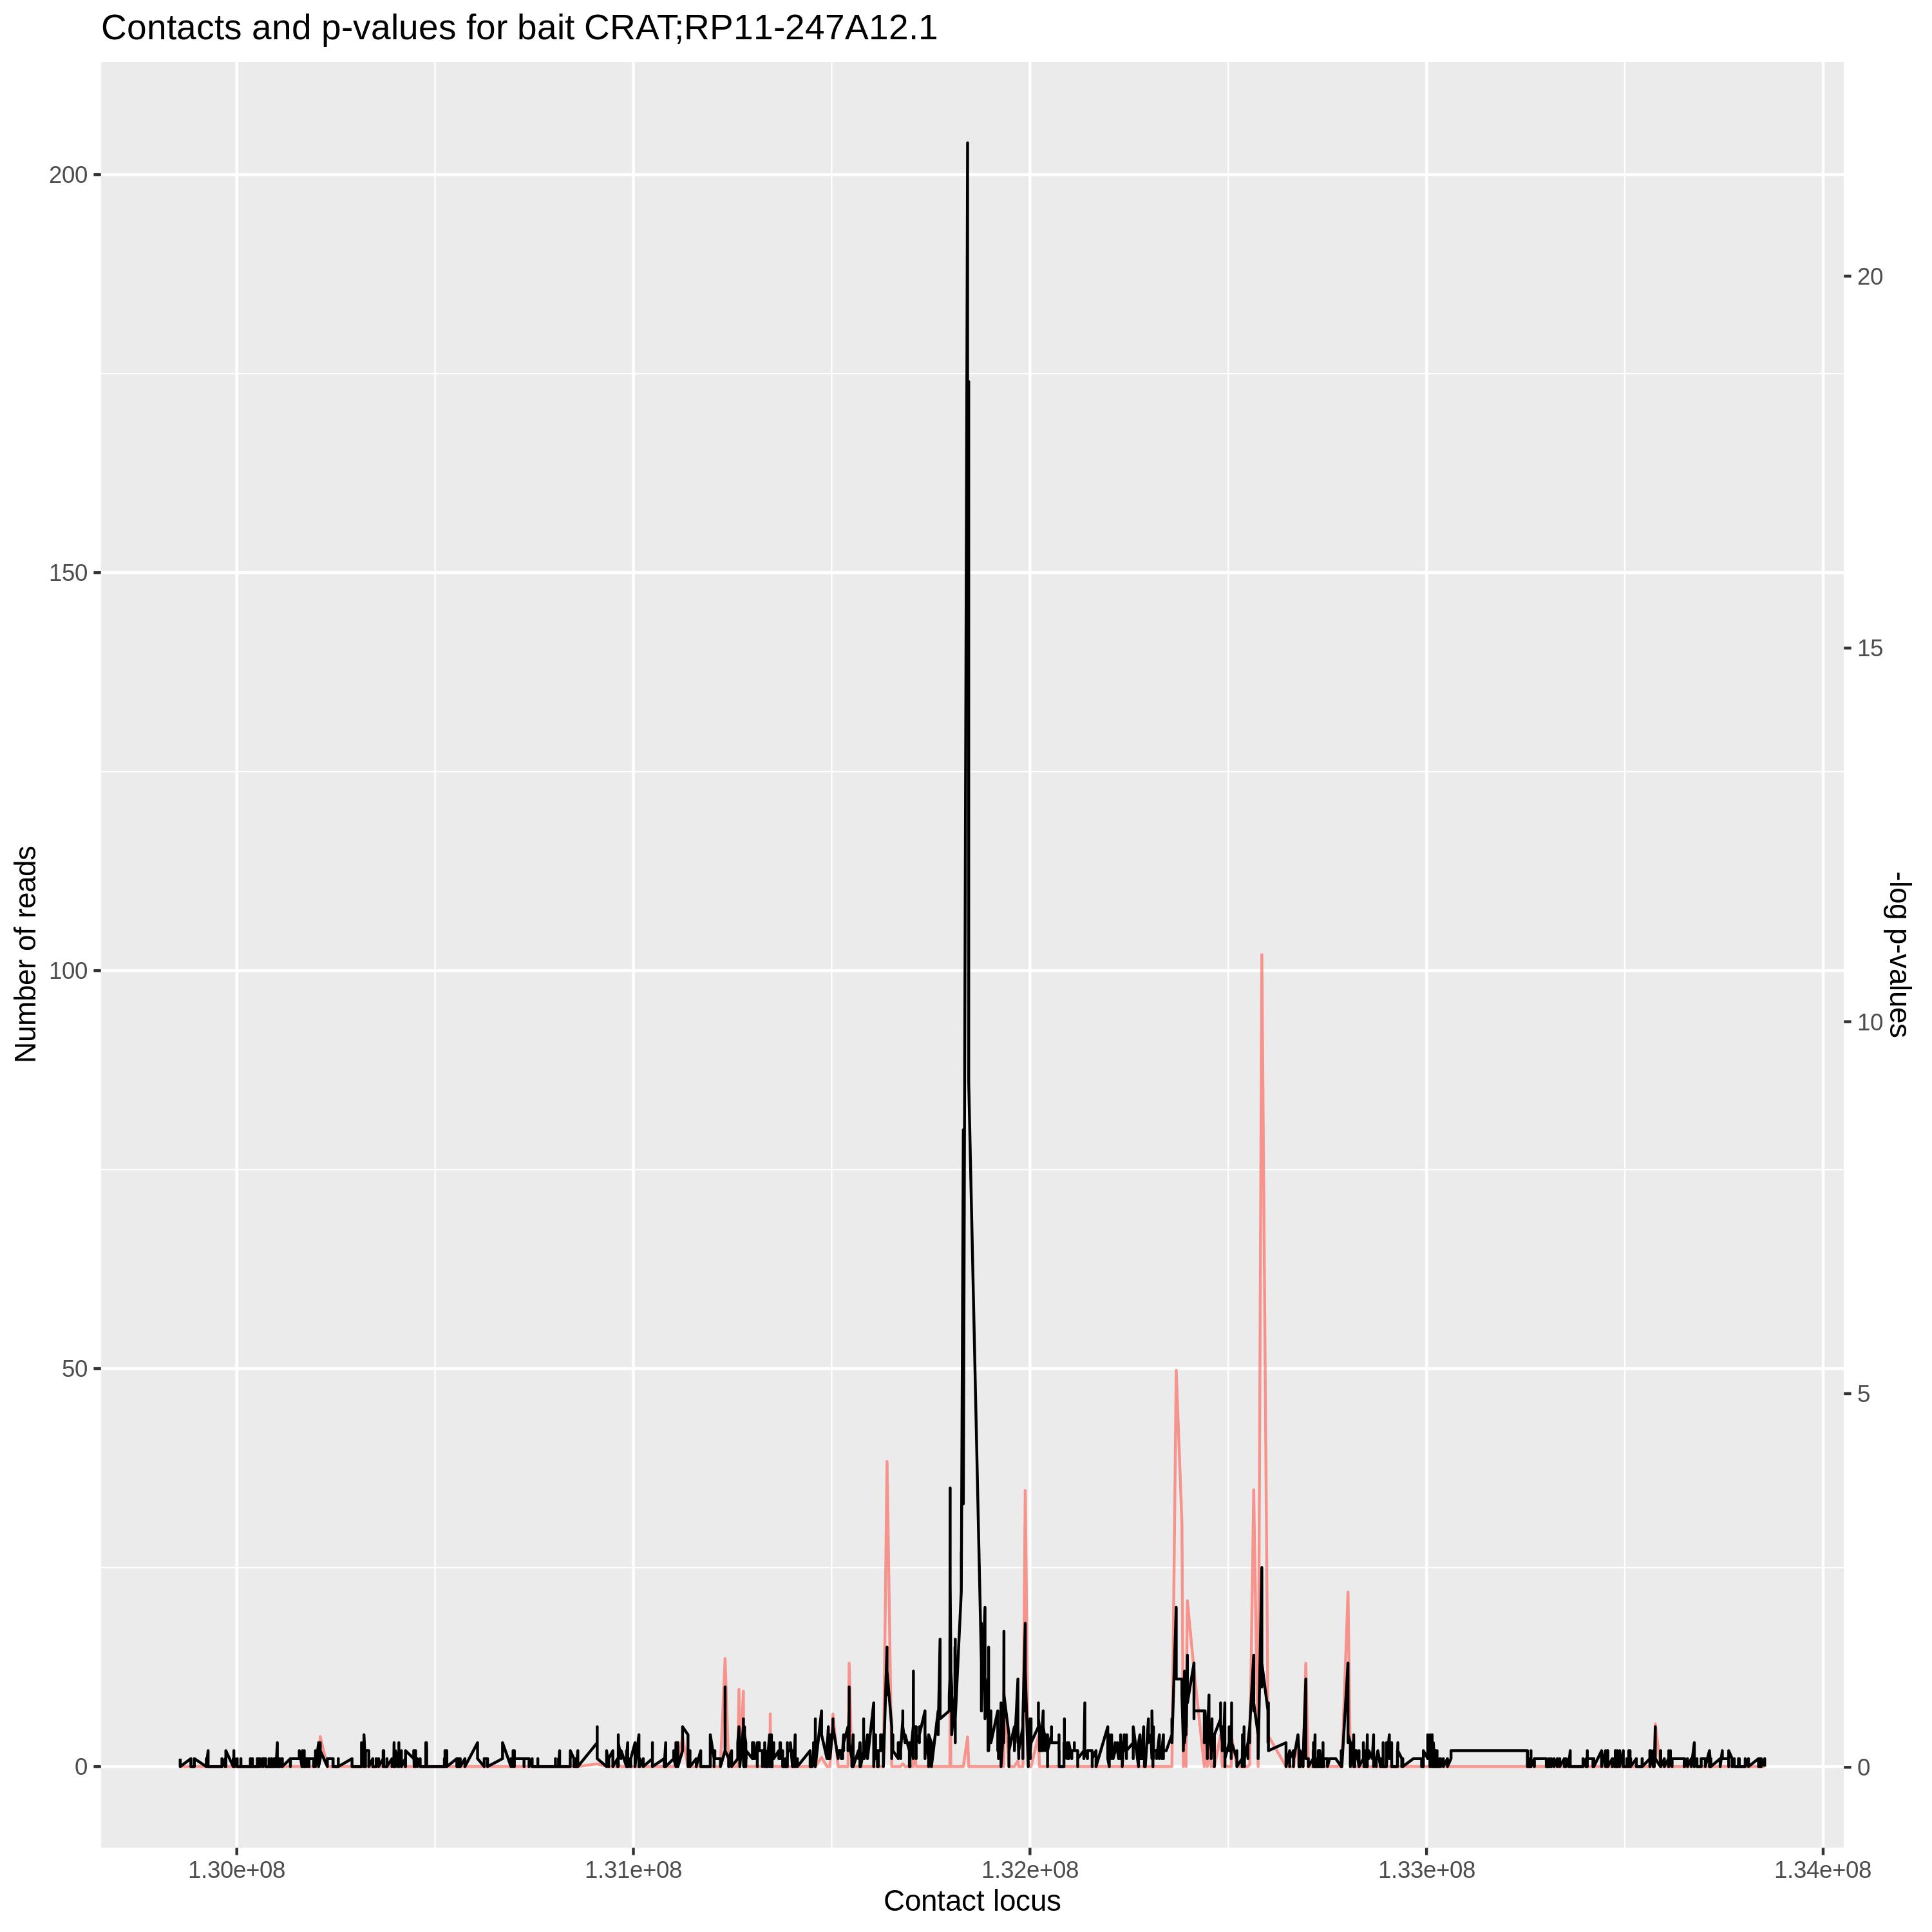 Contacts and p-values for bait CRAT;RP11-247A12.1
200
150
100
50
0
Number of reads
20
15
10
5
0
-log p-values
1.30e+08
1.31e+08
1.32e+08
1.33e+08
1.34e+08
Contact locus